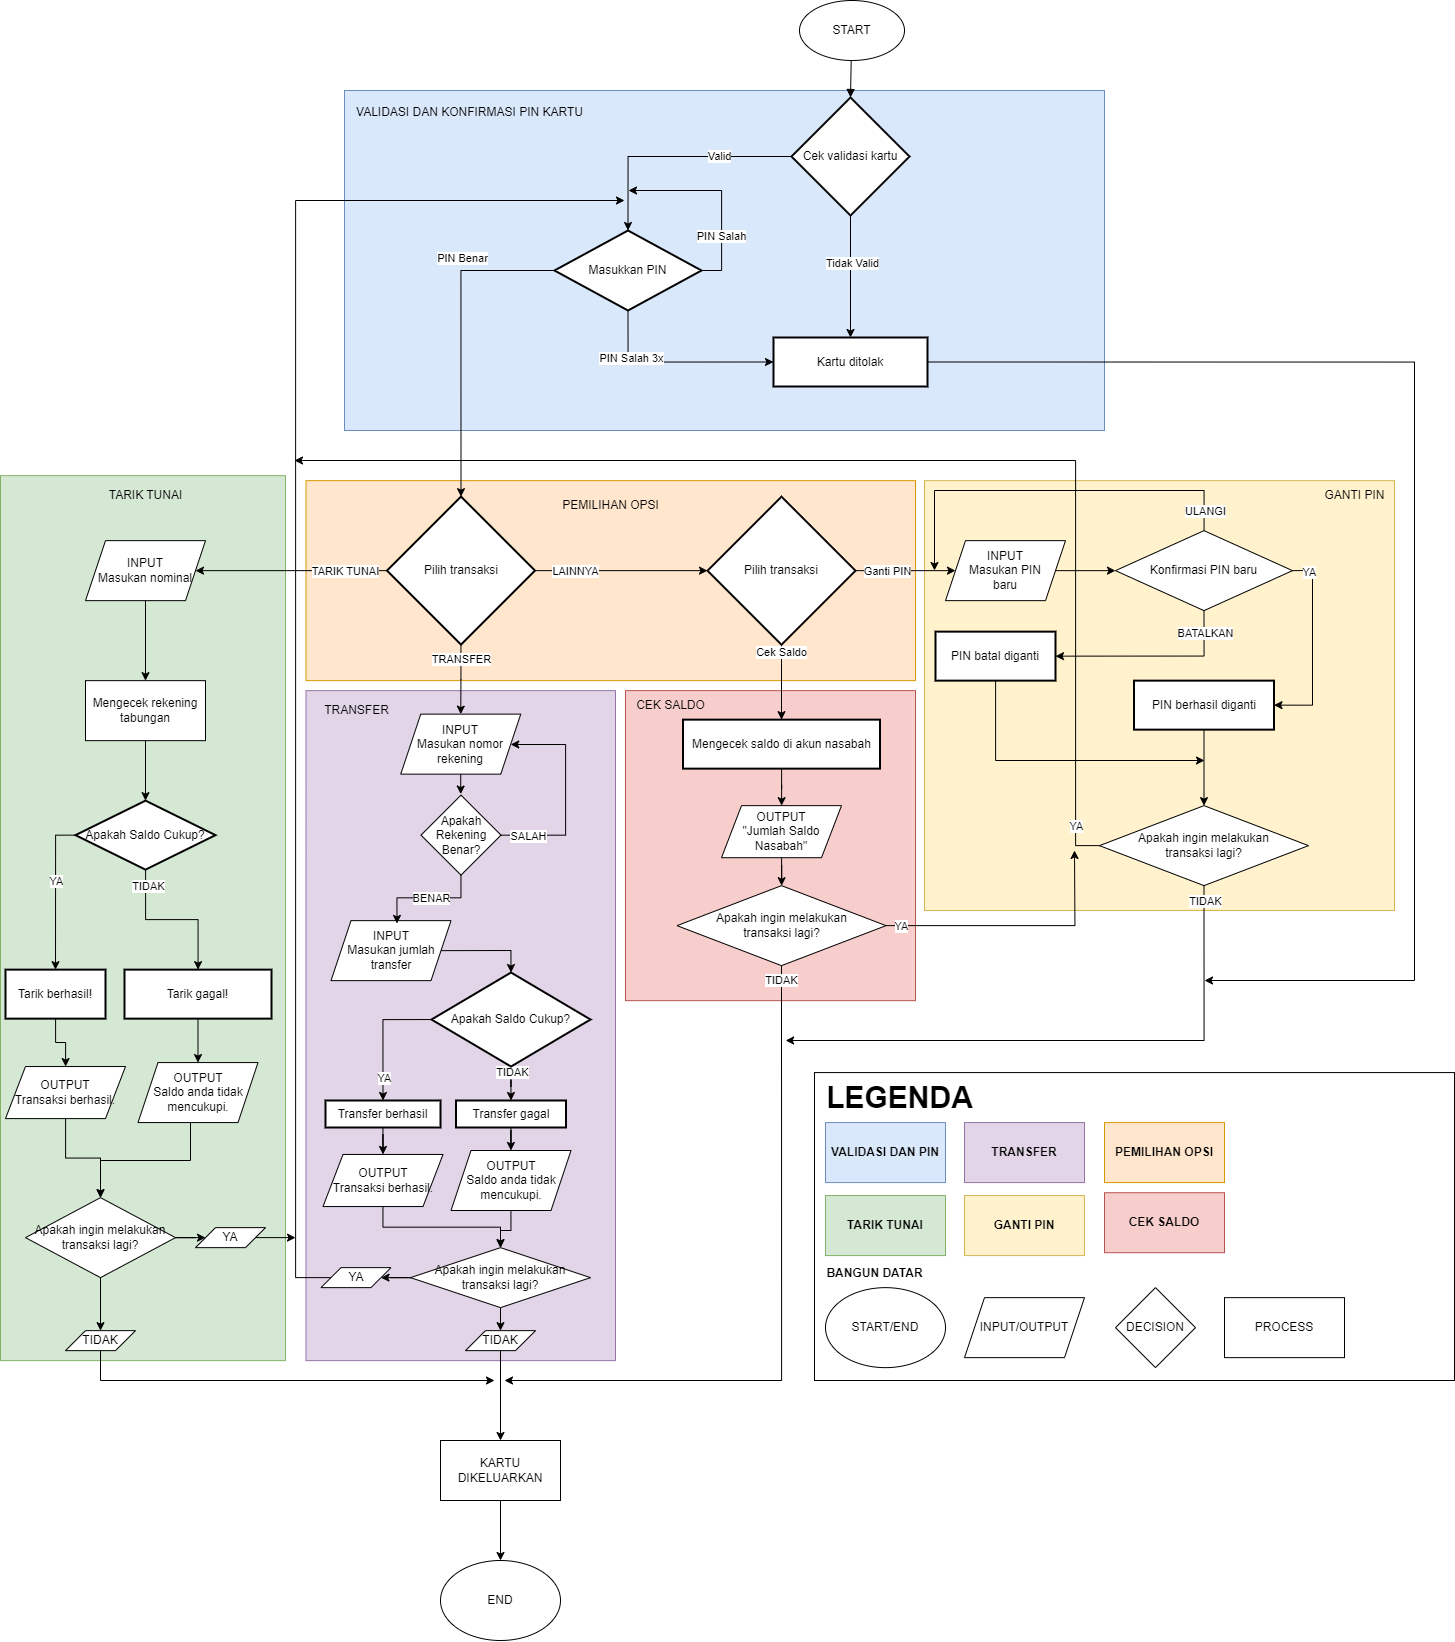 START
VALIDASI DAN KONFIRMASI PIN KARTU
Cek validasi kartu
Valid
PIN Salah
PIN Benar
Masukkan PIN
Tidak Valid
PIN Salah 3x
Kartu ditolak
TARIK TUNAI
INPUT
Masukan nominal
Mengecek rekening
tabungan
Apakah Saldo Cukup?
YA
TIDAK
Tarik berhasil!
Tarik gagal!
OUTPUT
Transaksi berhasil.
OUTPUT
Saldo anda tidak
mencukupi.
Apakah ingin melakukan
transaksi lagi?
YA
TIDAK
PEMILIHAN OPSI
Pilih transaksi
TARIK TUNAI
LAINNYA
TRANSFER
Pilih transaksi
Ganti PIN
Cek Saldo
TRANSFER
INPUT
Masukan nomor
rekening
Apakah
Rekening
Benar?
SALAH
BENAR
INPUT
Masukan jumlah
transfer
Apakah Saldo Cukup?
YA
TIDAK
Transfer berhasil
Transfer gagal
OUTPUT
Transaksi berhasil.
OUTPUT
Saldo anda tidak
mencukupi.
Apakah ingin melakukan
transaksi lagi?
YA
TIDAK
CEK SALDO
Mengecek saldo di akun nasabah
OUTPUT
"Jumlah Saldo
Nasabah"
Apakah ingin melakukan
transaksi lagi?
YA
TIDAK
GANTI PIN
ULANGI
INPUT
Masukan PIN
baru
Konfirmasi PIN baru
YA
BATALKAN
PIN batal diganti
PIN berhasil diganti
YA
Apakah ingin melakukan
transaksi lagi?
TIDAK
LEGENDA
VALIDASI DAN PIN
TRANSFER
PEMILIHAN OPSI
TARIK TUNAI
GANTI PIN
CEK SALDO
BANGUN DATAR
START/END
INPUT/OUTPUT
DECISION
PROCESS
KARTU
DIKELUARKAN
END